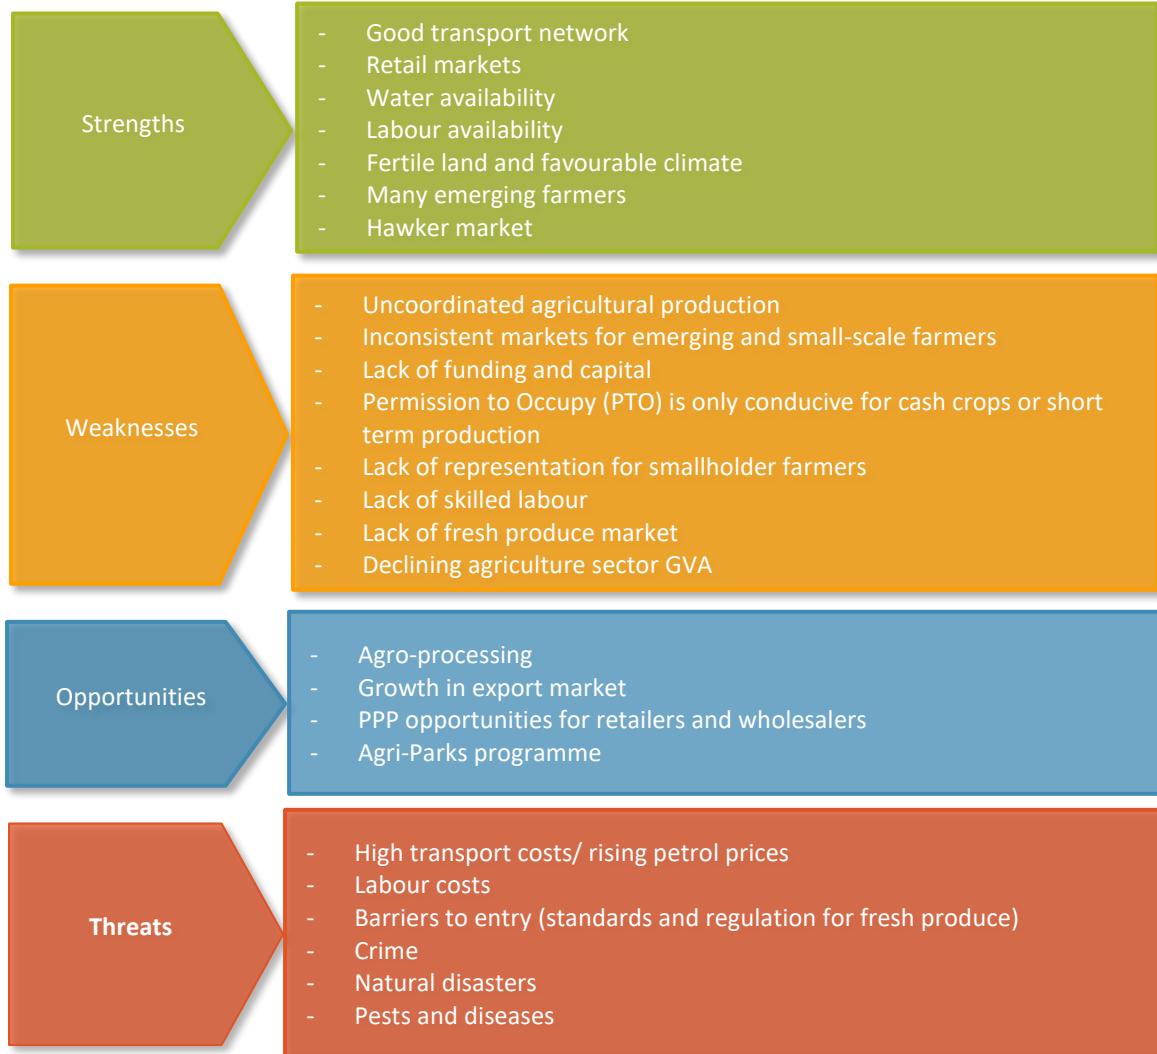 Strengths
- Good transport network
- Retail markets
- Water availability
- Labour availability
- Fertile land and favourable climate
- Many emerging farmers
- Hawker market
Weaknesses
- Uncoordinated agricultural production
- Inconsistent markets for emerging and small-scale farmers
- Lack of funding and capital
- Permission to Occupy (PTO) is only conducive for cash crops or short
term production
- Lack of representation for smallholder farmers
- Lack of skilled labour
- Lack of fresh produce market
- Declining agriculture sector GVA
Opportunities
- Agro-processing
- Growth in export market
- PPP opportunities for retailers and wholesalers
- Agri-Parks programme
Threats
- High transport costs/ rising petrol prices
- Labour costs
- Barriers to entry (standards and regulation for fresh produce)
- Crime
- Natural disasters
- Pests and diseases